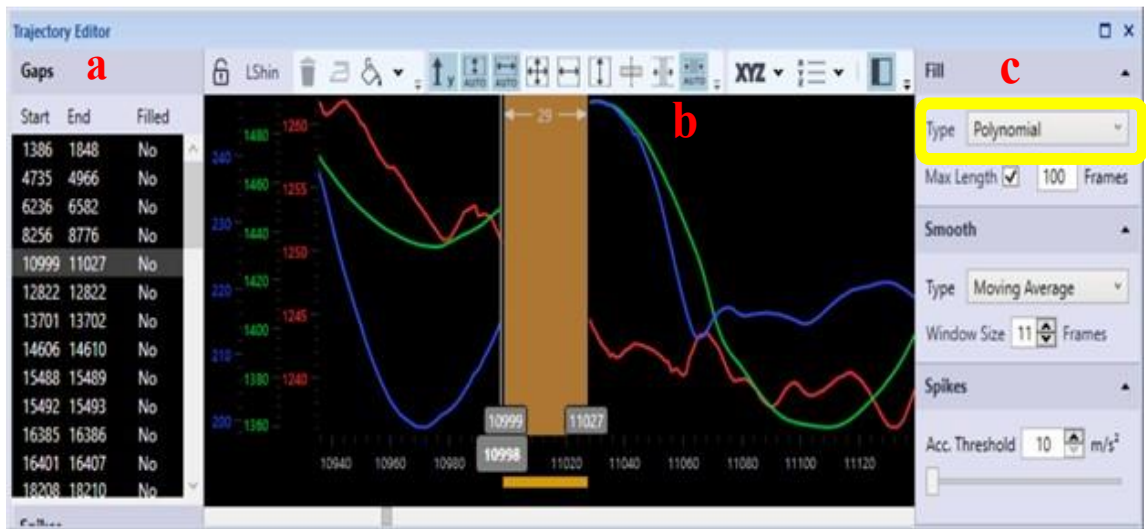 Trajectory Editor
Gaps a
Start End Filled
1386 1848 No
4735 4966 No
6236 6582 No
8256 8776 No
10999 11027 No
12822 12822 No
13701 13702 No
14606 14610 No
15488 15489 No
15492 15493 No
16385 16386 No
16401 16407 No
18208 18210 No
LShin y AUTO AUTO AUTO XYZ
29
b
240
230
220
210
200
1480
1460
1440
1420
1400
1380
1360
1260
1255
1250
1245
1240
10999 11027
10998
10940 10960 10980 11020 11040 11060 11080 11100 11120
Fill c
Type Polynomial
Max Length 100 Frames
Smooth
Type Moving Average
Window Size 11 Frames
Spikes
Acc. Threshold 10 m/s²